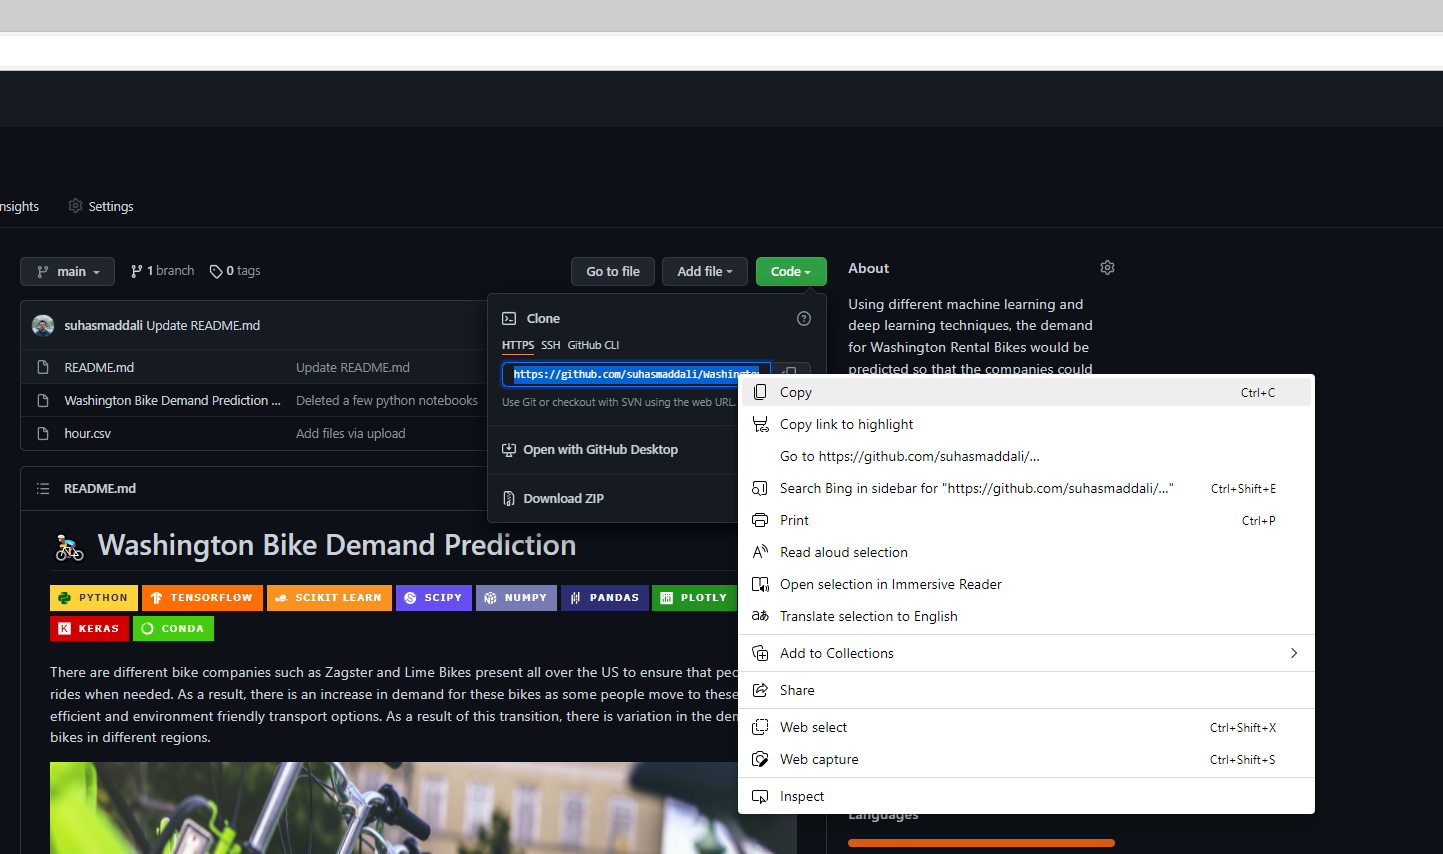 nsights Settings
main 1 branch 0 tags Go to file Add file Code
suhasmaddali Update README.md
README.md Update README.md
Washington Bike Demand Prediction ... Deleted a few python notebooks
hour.csv Add files via upload
Clone
HTTPS SSH GitHub CLI
https://github.com/suhasmaddali/Washingto
Use Git or checkout with SVN using the web URL.
Open with GitHub Desktop
Download ZIP
About
Using different machine learning and
deep learning techniques, the demand
for Washington Rental Bikes would be
predicted so that the companies could
Copy Ctrl+C
Copy link to highlight
Go to https://github.com/suhasmaddali/...
Search Bing in sidebar for "https://github.com/suhasmaddali/..." Ctrl+Shift+E
Print Ctrl+P
Read aloud selection
Open selection in Immersive Reader
Translate selection to English
Add to Collections
Share
Web select Ctrl+Shift+X
Web capture Ctrl+Shift+S
Inspect
Languages
README.md
Washington Bike Demand Prediction
PYTHON TENSORFLOW SCIKIT LEARN SCIPY NUMPY PANDAS PLOTLY
KERAS CONDA
There are different bike companies such as Zagster and Lime Bikes present all over the US to ensure that peo
rides when needed. As a result, there is an increase in demand for these bikes as some people move to these
efficient and environment friendly transport options. As a result of this transition, there is variation in the dem
bikes in different regions.